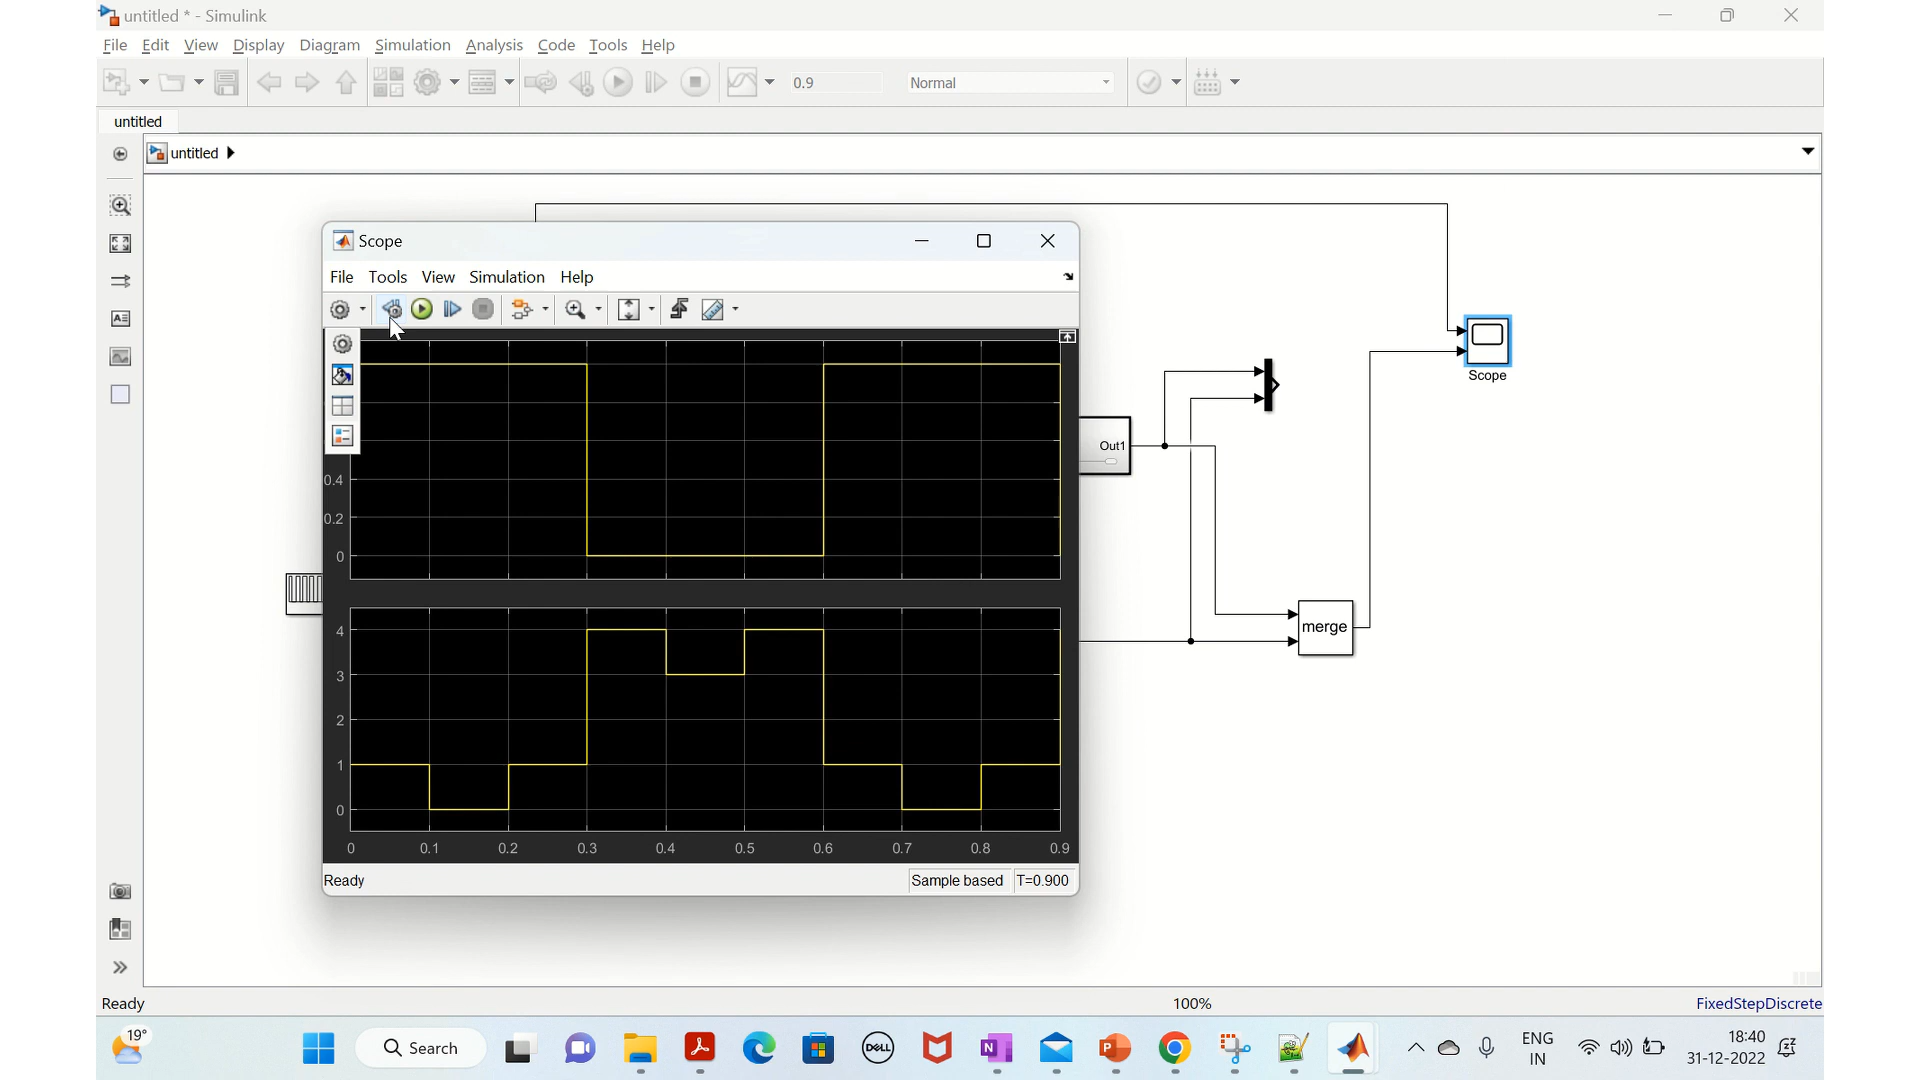 untitled * - Simulink
File Edit View Display Diagram Simulation Analysis Code Tools Help
0.9 Normal
untitled
untitled
Scope
File Tools View Simulation Help
0.4
0.2
0
4
3
2
1
0
0 0.1 0.2 0.3 0.4 0.5 0.6 0.7 0.8 0.9
Ready Sample based T=0.900
Out1
merge
Scope
Ready 100% FixedStepDiscrete
19°
Search
DELL
ENG
IN
18:40
31-12-2022